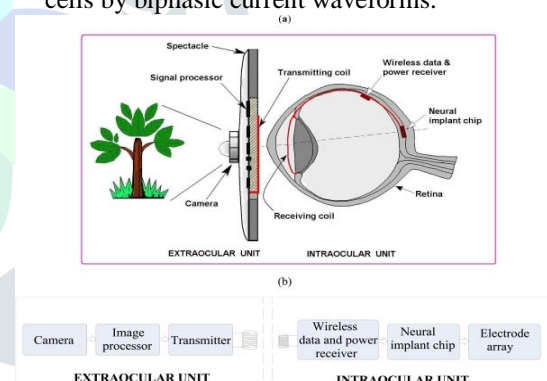 cells by biphasic current waveforms.
(a)
Spectacle
Signal processor
Transmitting coil
Wireless data &
power receiver
Neural
implant chip
Camera
Receiving coil
Retina
EXTRAOCULAR UNIT
INTRAOCULAR UNIT
(b)
Camera
Image
processor
Transmitter
Wireless
data and power
receiver
Neural
implant chip
Electrode
array
EXTRAOCULAR UNIT
INTRAOCULAR UNIT